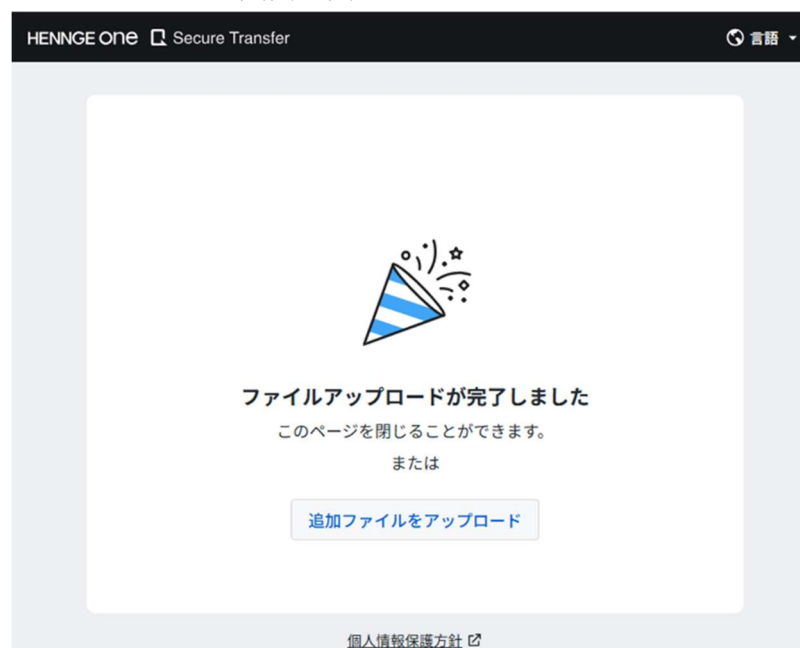 HENNGE One Secure Transfer 言語
ファイルアップロードが完了しました
このページを閉じることができます。
または
追加ファイルをアップロード
個人情報保護方針